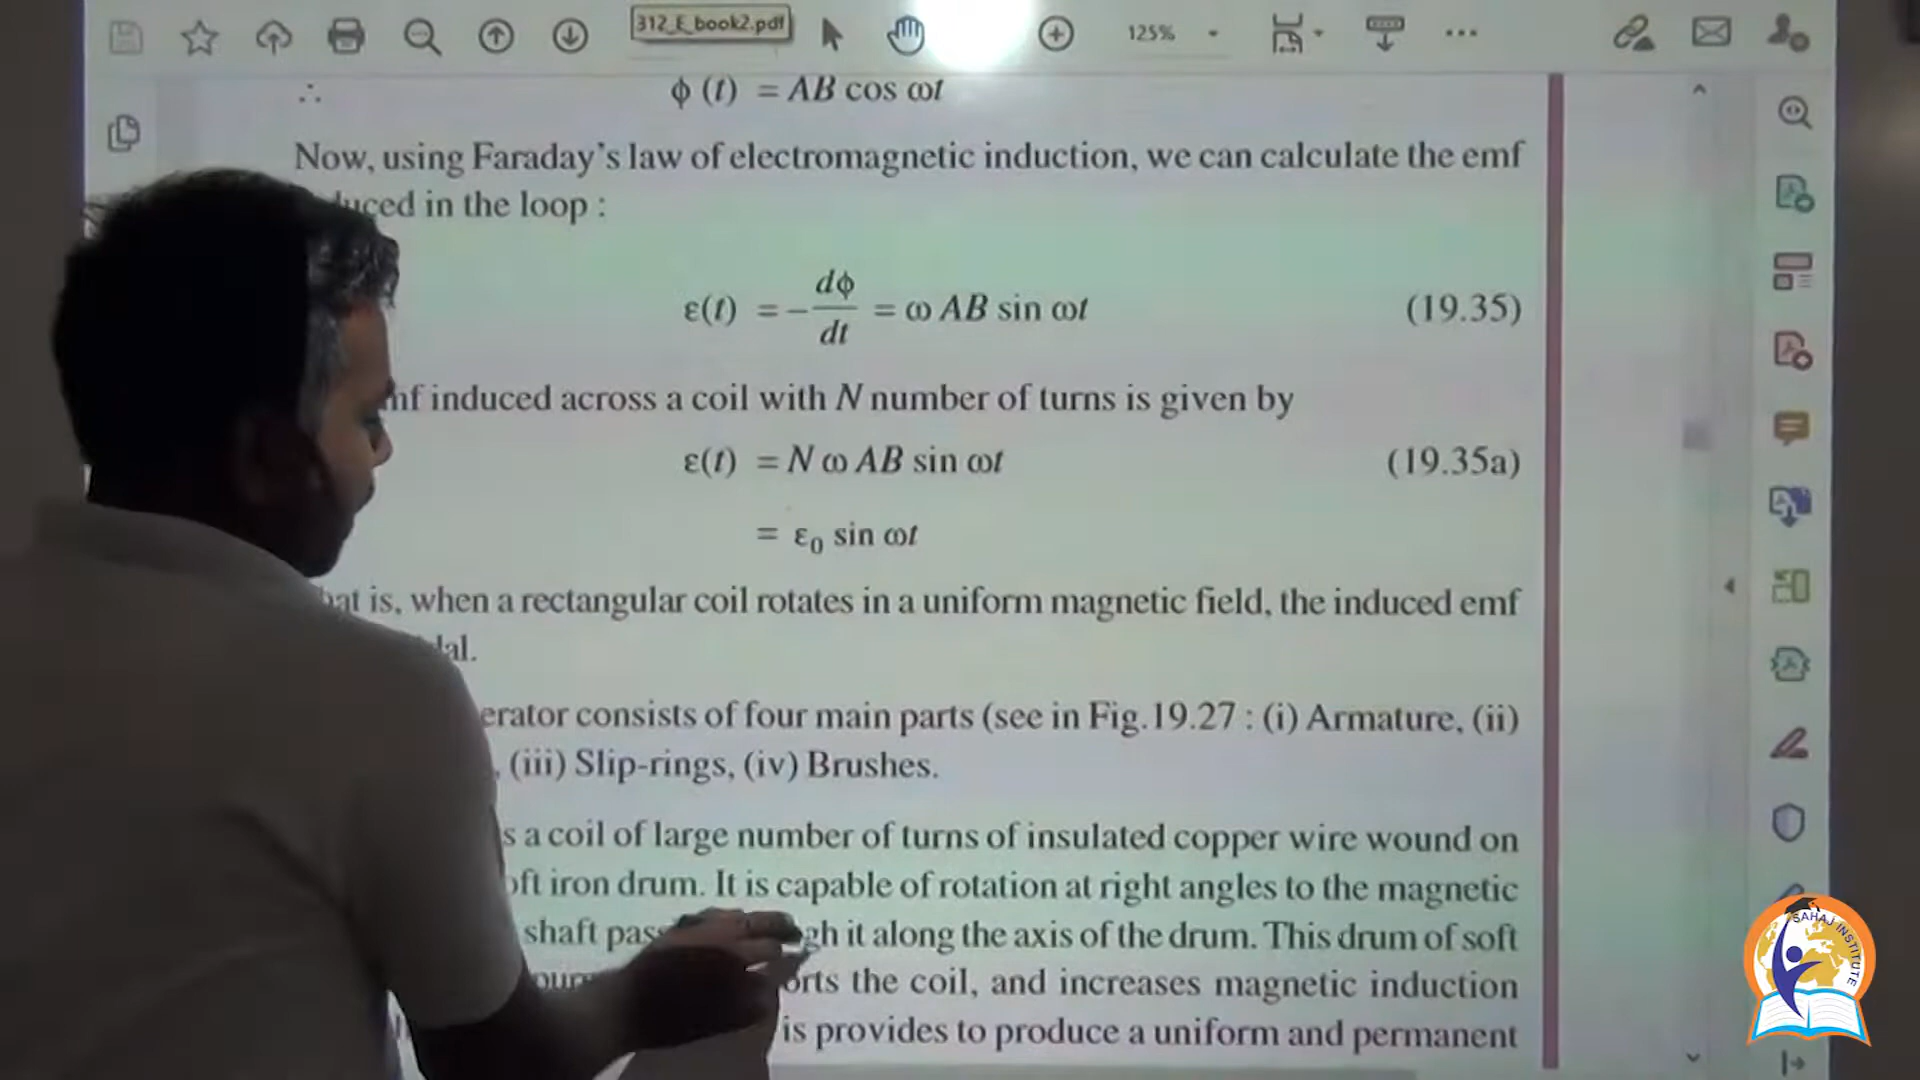 312_E_book2.pdf
125%
∴ ϕ (t) = AB cos ωt
Now, using Faraday's law of electromagnetic induction, we can calculate the emf
uced in the loop :
ε(t) = − dϕ/dt = ω AB sin ωt (19.35)
mf induced across a coil with N number of turns is given by
ε(t) = N ω AB sin ωt (19.35a)
= ε₀ sin ωt
hat is, when a rectangular coil rotates in a uniform magnetic field, the induced emf
al.
erator consists of four main parts (see in Fig.19.27 : (i) Armature, (ii)
, (iii) Slip-rings, (iv) Brushes.
s a coil of large number of turns of insulated copper wire wound on
oft iron drum. It is capable of rotation at right angles to the magnetic
shaft pas gh it along the axis of the drum. This drum of soft
orts the coil, and increases magnetic induction
is provides to produce a uniform and permanent
SAHAJ INSTITUTE